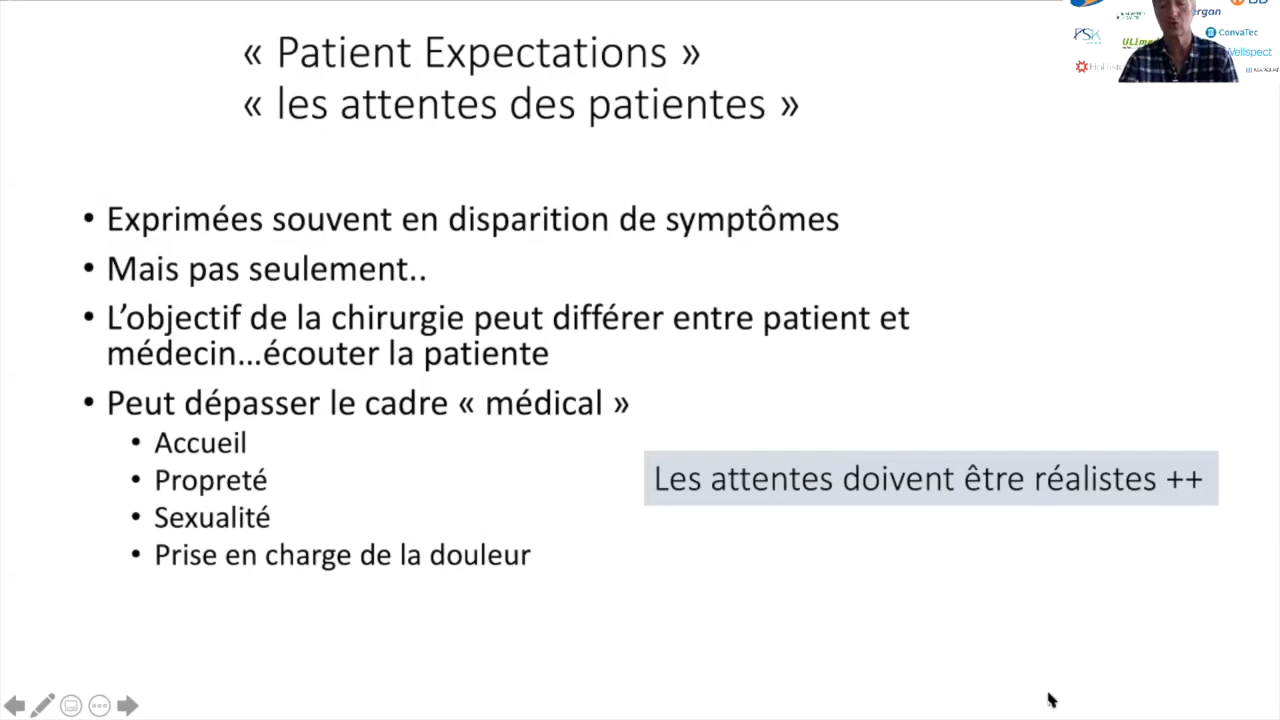 « Patient Expectations »
« les attentes des patientes »
• Exprimées souvent en disparition de symptômes
• Mais pas seulement..
• L’objectif de la chirurgie peut différer entre patient et
médecin…écouter la patiente
• Peut dépasser le cadre « médical »
• Accueil
• Propreté
• Sexualité
• Prise en charge de la douleur
Les attentes doivent être réalistes ++
PSK
ConvaTec